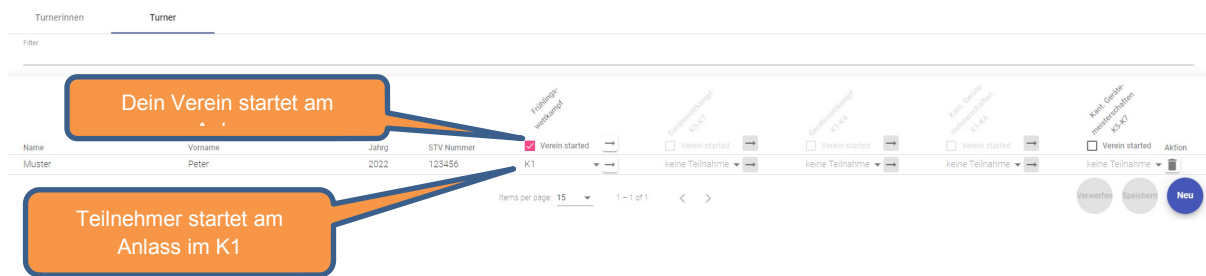 Turnerinnen Turner
Filter
Dein Verein startet am
Frühlings-
wettkampf
Gerätewettkampf
K5-K7
Gerätewettkampf
K1-K4
Kant. Geräte-
meisterschaften
K1-K4
Kant. Geräte-
meisterschaften
K5-K7
Name Vorname Jahrg STV Nummer Verein started → Verein started → Verein started → Verein started → Verein started Aktion
Muster Peter 2022 123456 K1 → keine Teilnahme → keine Teilnahme → keine Teilnahme → keine Teilnahme
Items per page: 15 1 – 1 of 1 < >
Verwerfen Speichern Neu
Teilnehmer startet am
Anlass im K1